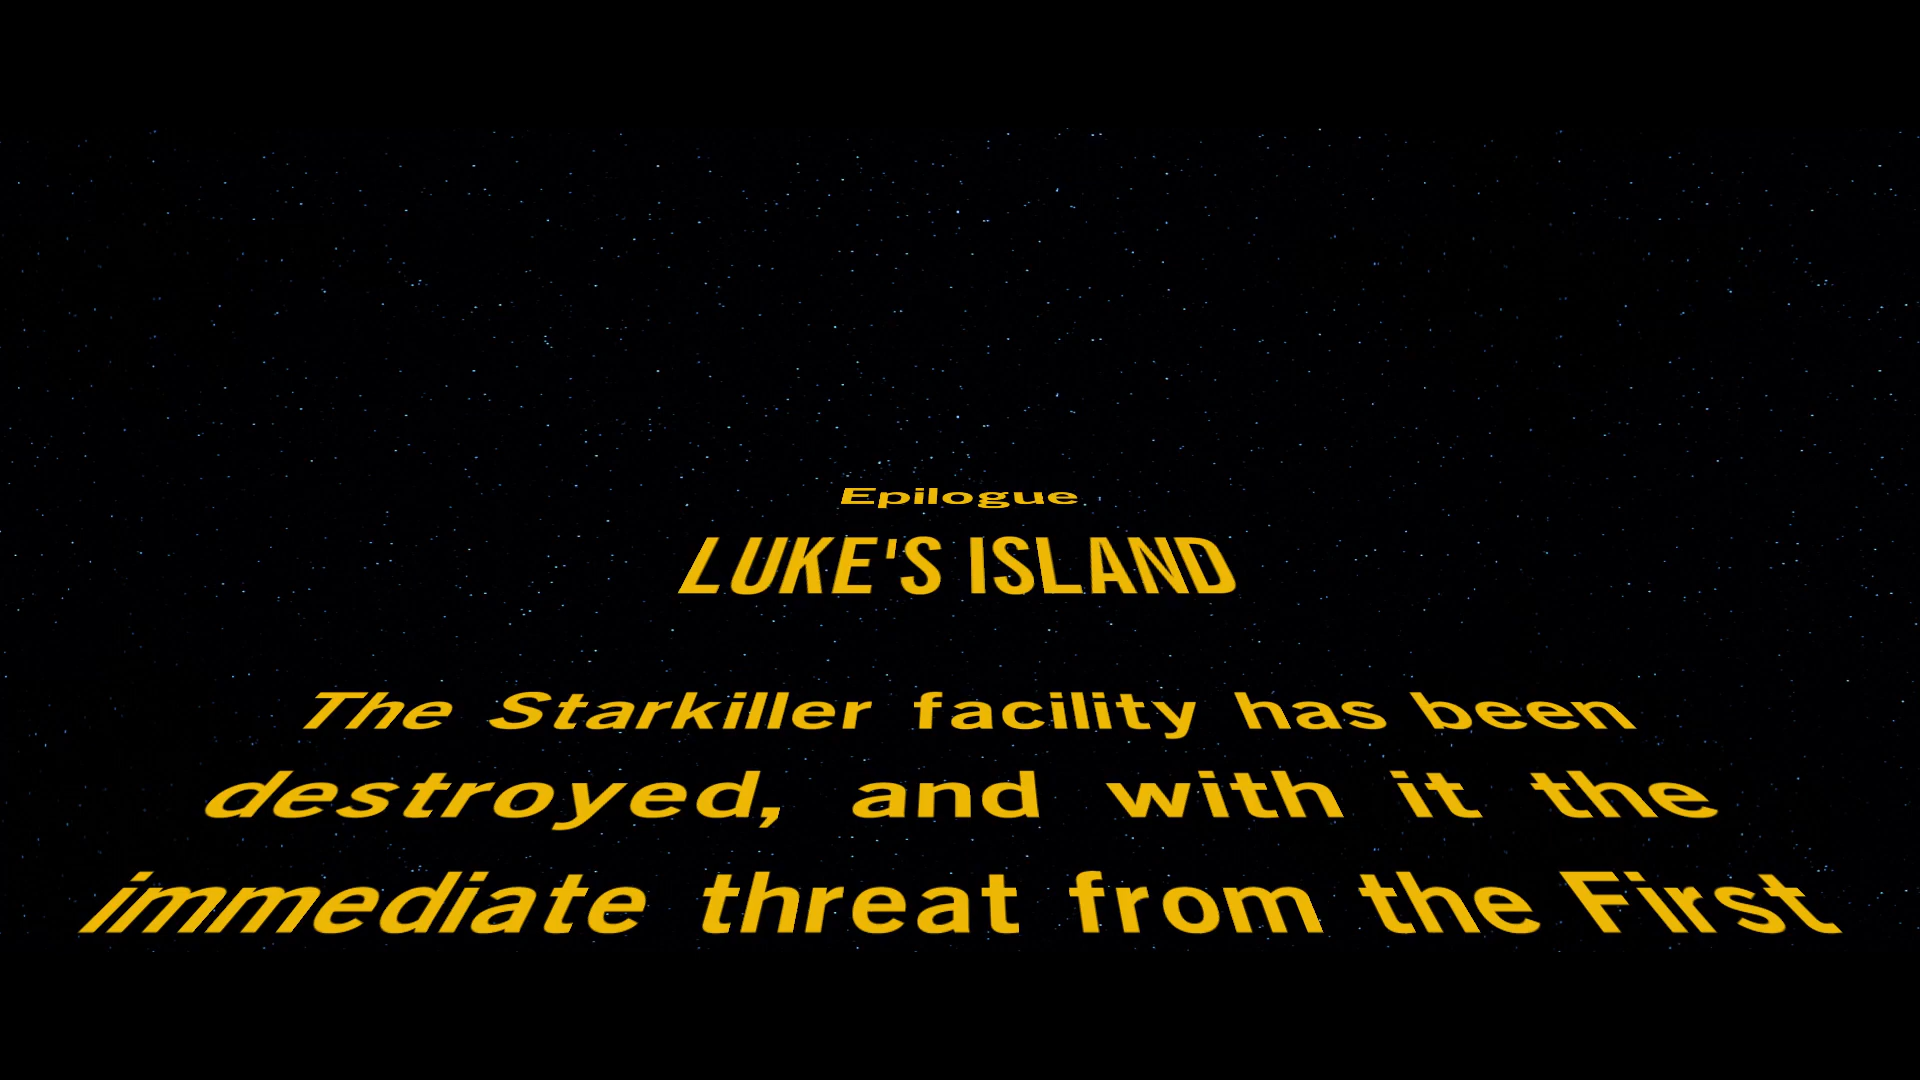 Epilogue
LUKE'S ISLAND
The Starkiller facility has been
destroyed, and with it the
immediate threat from the First